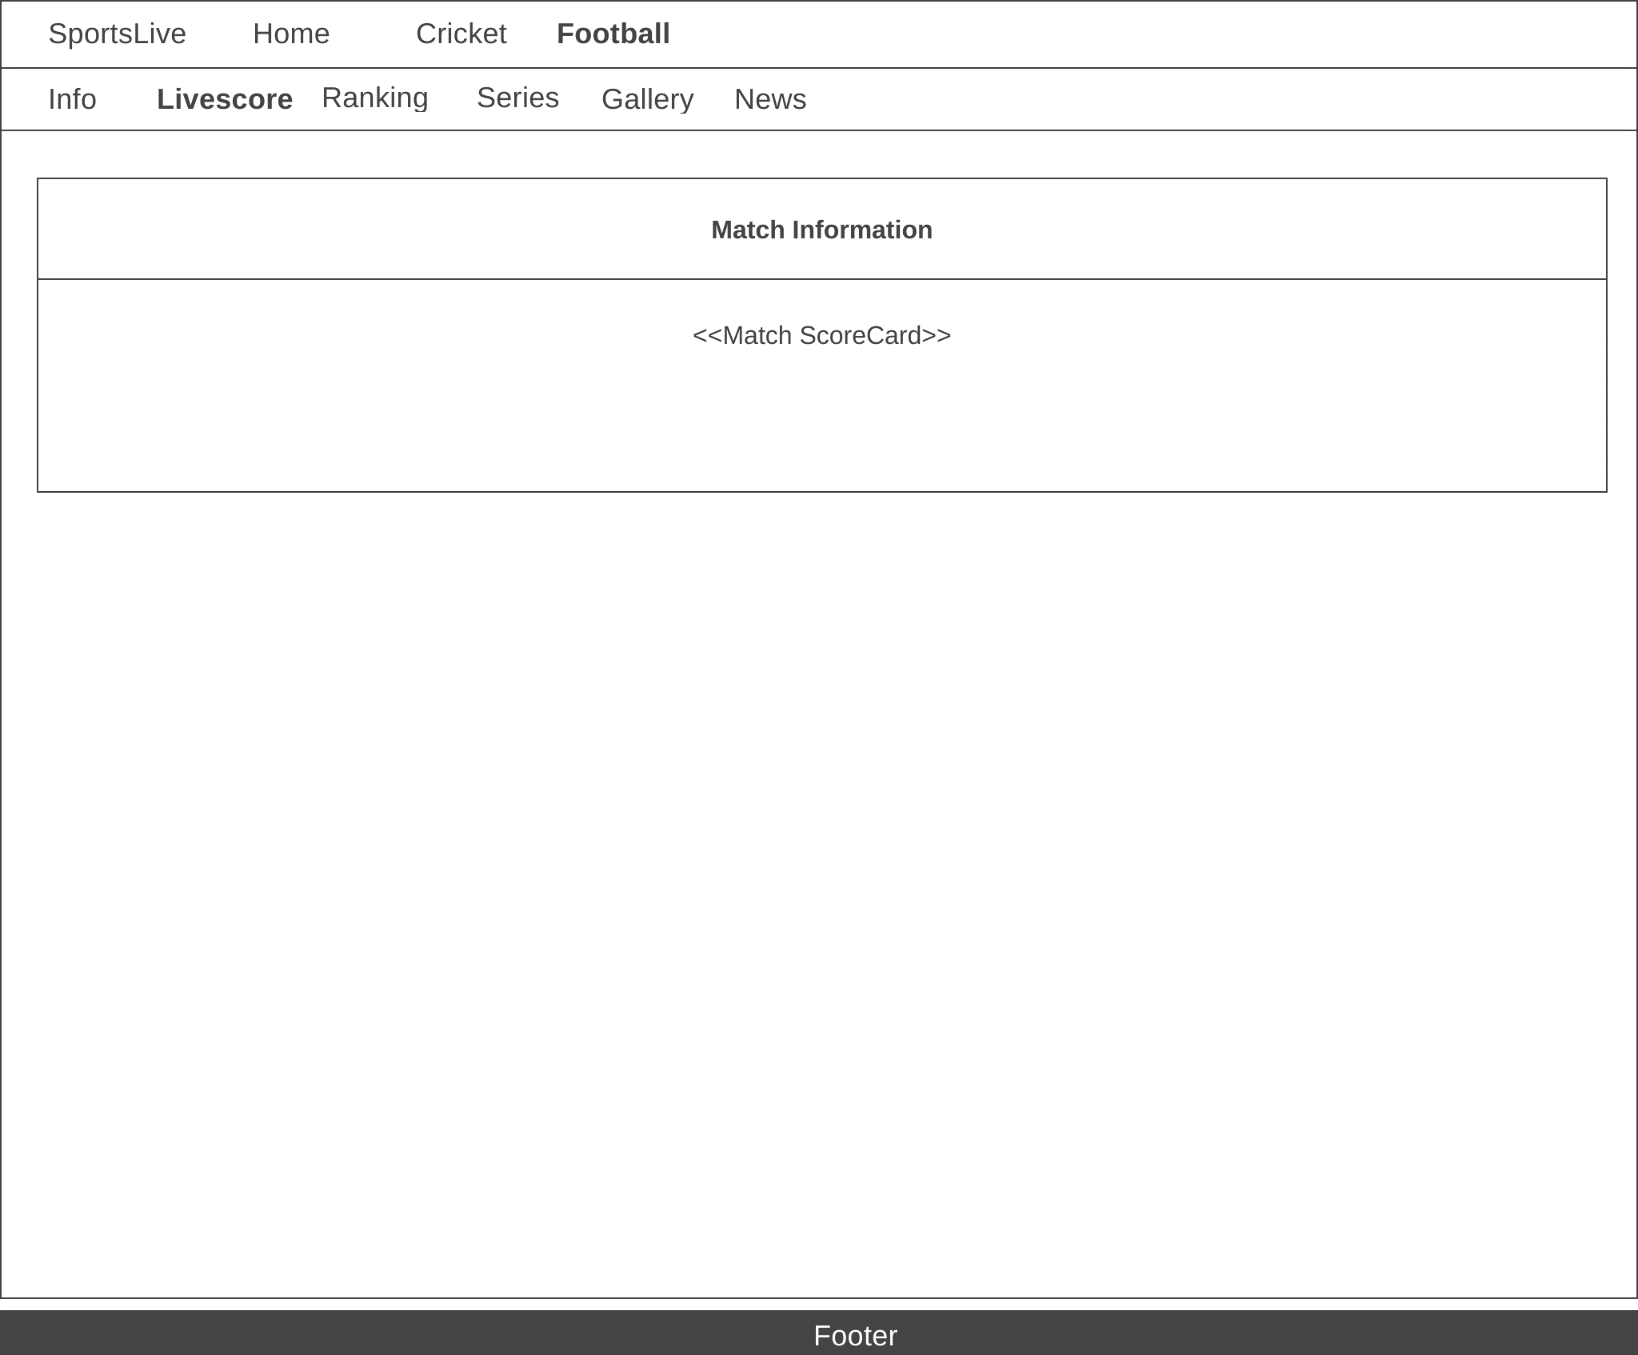 SportsLive Home Cricket Football
Info Livescore Ranking Series Gallery News
Match Information
<<Match ScoreCard>>
Footer